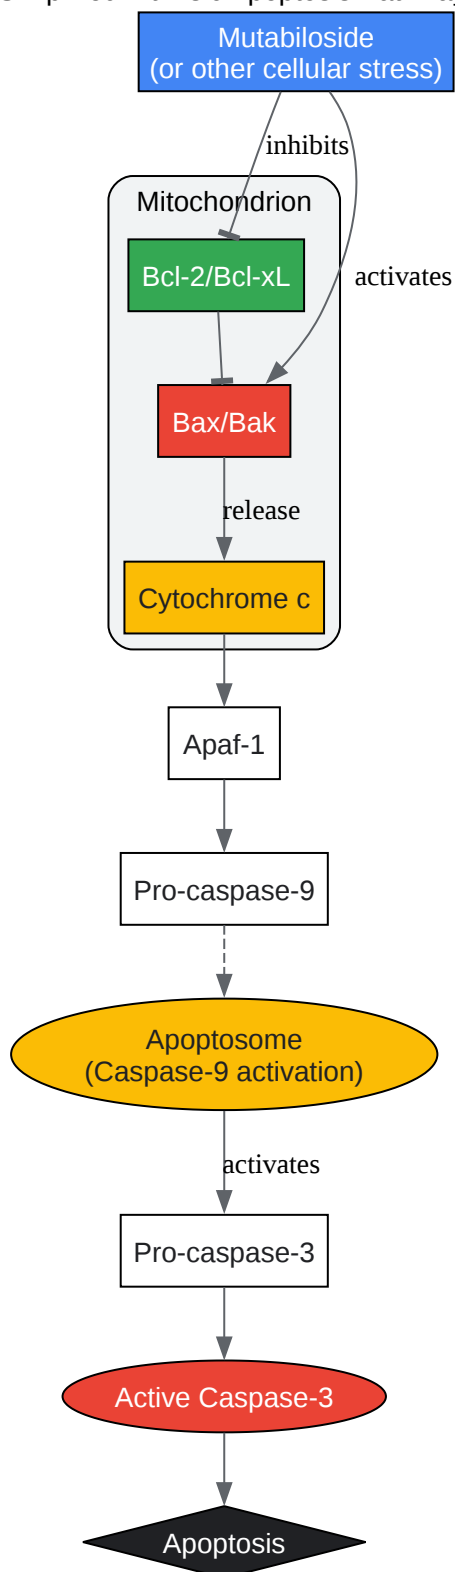 Mutabiloside
(or other cellular stress)
inhibits
Mitochondrion
Bcl-2/Bcl-xL
activates
Bax/Bak
release
Cytochrome c
Apaf-1
Pro-caspase-9
Apoptosome
(Caspase-9 activation)
activates
Pro-caspase-3
Active Caspase-3
Apoptosis